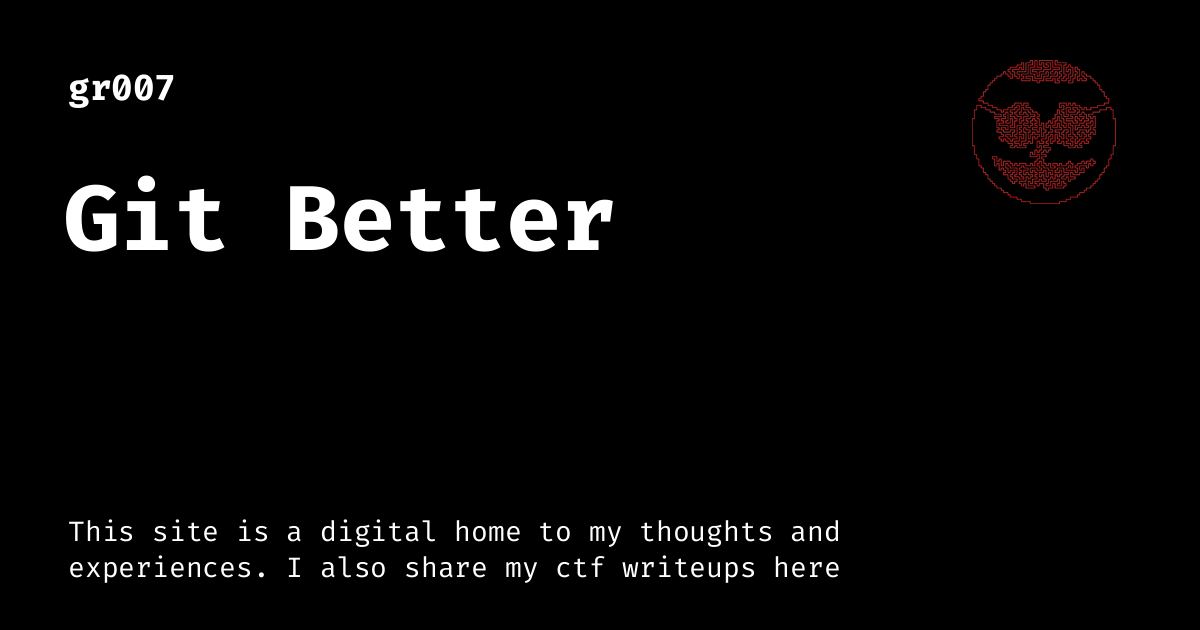 gr007
Git Better
This site is a digital home to my thoughts and
experiences. I also share my ctf writeups here